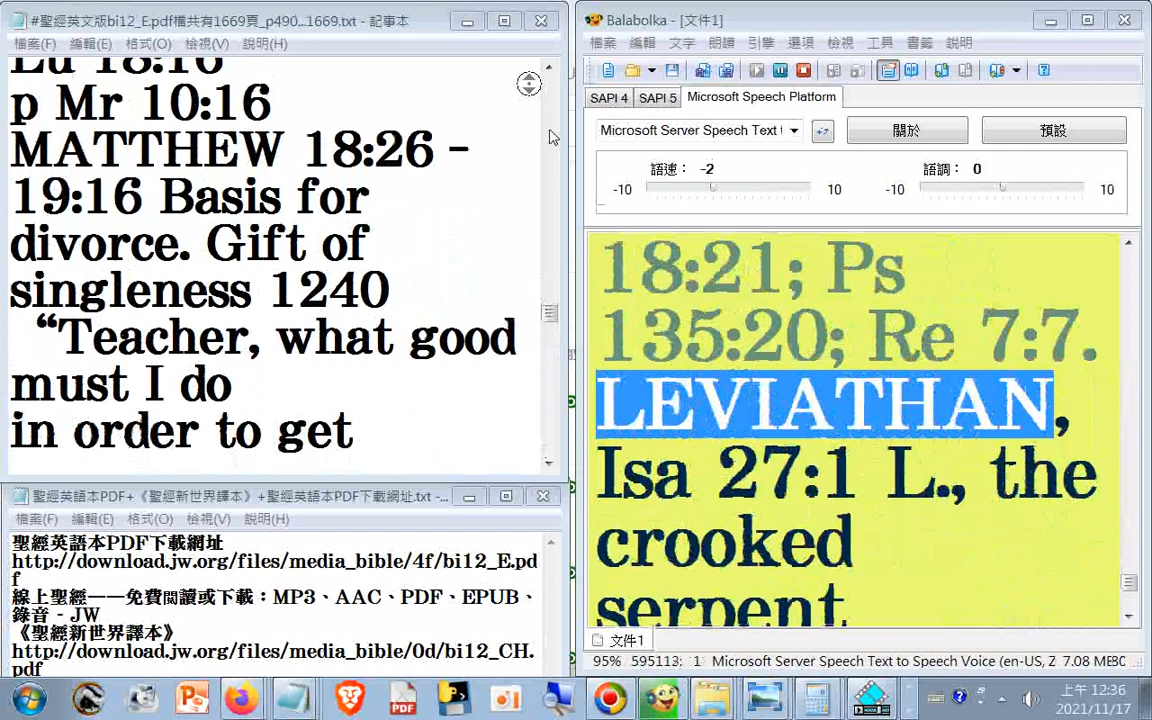 #聖經英文版bi12_E.pdf檔共有1669頁_p490...1669.txt - 記事本
檔案(F) 編輯(E) 格式(O) 檢視(V) 說明(H)
Lu 18:16
p Mr 10:16
MATTHEW 18:26 -
19:16 Basis for
divorce. Gift of
singleness 1240
“Teacher, what good
must I do
in order to get
聖經英語本PDF+《聖經新世界譯本》+聖經英語本PDF下載網址.txt - ...
檔案(F) 編輯(E) 格式(O) 檢視(V) 說明(H)
聖經英語本PDF下載網址
http://download.jw.org/files/media_bible/4f/bi12_E.pd
f
線上聖經──免費閱讀或下載：MP3、AAC、PDF、EPUB、
錄音 - JW
《聖經新世界譯本》
http://download.jw.org/files/media_bible/0d/bi12_CH.
pdf
Balabolka - [文件1]
檔案 編輯 文字 朗讀 引擎 選項 檢視 工具 書籤 說明
SAPI 4 SAPI 5 Microsoft Speech Platform
Microsoft Server Speech Text 關於 預設
語速： -2 語調： 0
-10 10 -10 10
18:21; Ps
135:20; Re 7:7.
LEVIATHAN,
Isa 27:1 L., the
crooked
serpent
文件1
95% 595113: 1 Microsoft Server Speech Text to Speech Voice (en-US, Z 7.08 MB
上午 12:36
2021/11/17